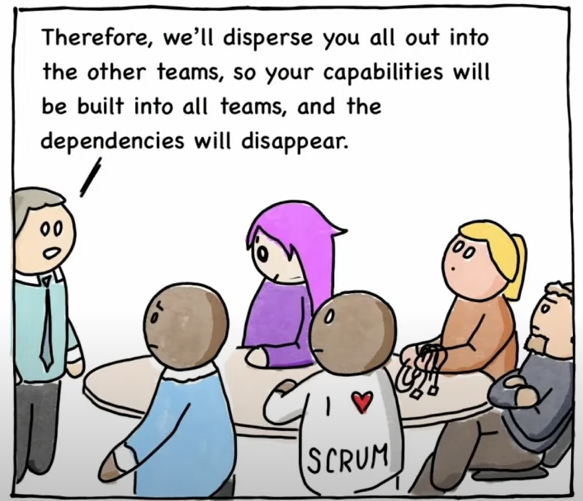 Therefore, we'll disperse you all out into
the other teams, so your capabilities will
be built into all teams, and the
dependencies will disappear.
I ❤
SCRUM